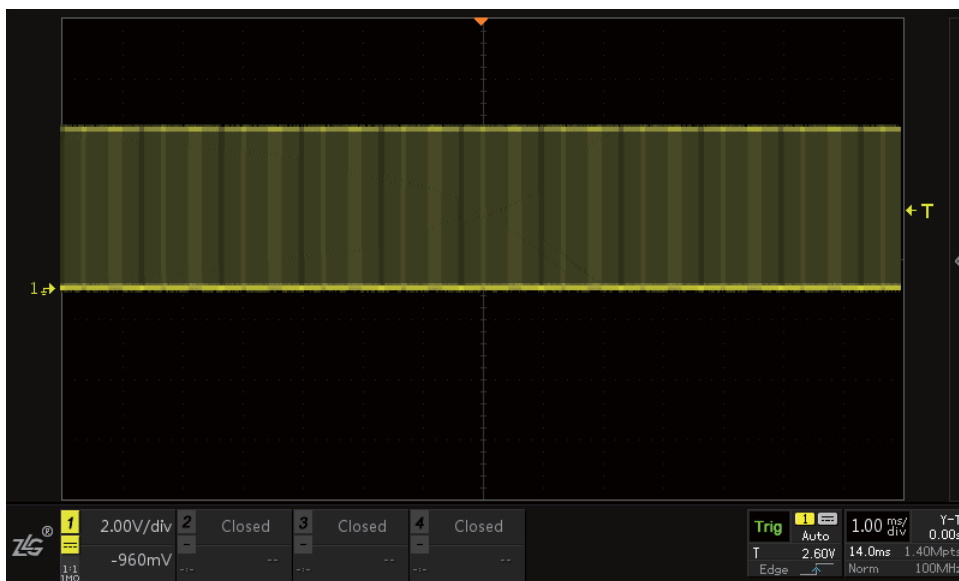 T
1
ZLG®
1 2.00V/div 2 Closed 3 Closed 4 Closed
-960mV -:- -- -:- -- -:- --
1:1
1MΩ
Trig 1 Auto 1.00 ms/div Y-T 0.00s
T 2.60V 14.0ms 1.40Mpts
Edge Norm 100MHz